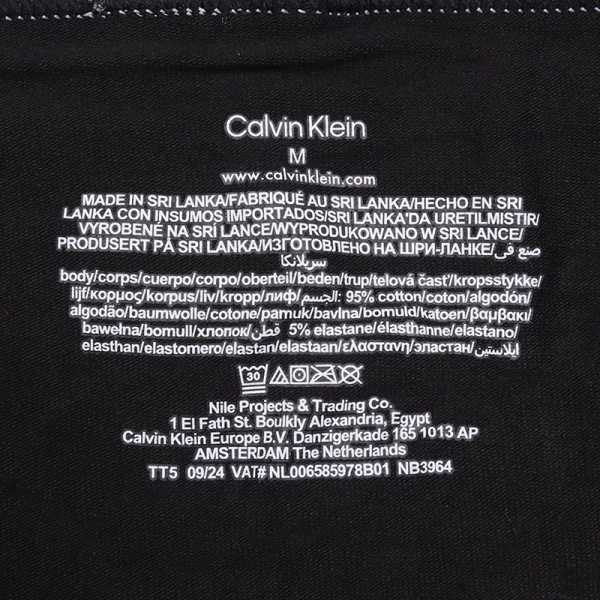 Calvin Klein
M
www.calvinklein.com
MADE IN SRI LANKA/FABRIQUÉ AU SRI LANKA/HECHO EN SRI
LANKA CON INSUMOS IMPORTADOS/SRI LANKA'DA URETILMISTIR/
VYROBENÉ NA SRÍ LANCE/WYPRODUKOWANO W SRI LANCE/
PRODUSERT PÅ SRI LANKA/ИЗГОТОВЛЕНО НА ШРИ-ЛАНКЕ/صنع في
سريلانكا
body/corps/cuerpo/corpo/oberteil/beden/trup/telová časť/kropsstykke/
lijf/κορμος/korpus/liv/kropp/лиф/الجسم: 95% cotton/coton/algodón/
algodão/baumwolle/cotone/pamuk/bavlna/bomuld/katoen/βαμβακι/
bawełna/bomull/хлопок/قطن 5% elastane/élasthanne/elastano/
elasthan/elastomero/elastan/elastaan/ελαστανη/эластан/ايلاستين
30
Nile Projects & Trading Co.
1 El Fath St. Boulkly Alexandria, Egypt
Calvin Klein Europe B.V. Danzigerkade 165 1013 AP
AMSTERDAM The Netherlands
TT5 09/24 VAT# NL006585978B01 NB3964